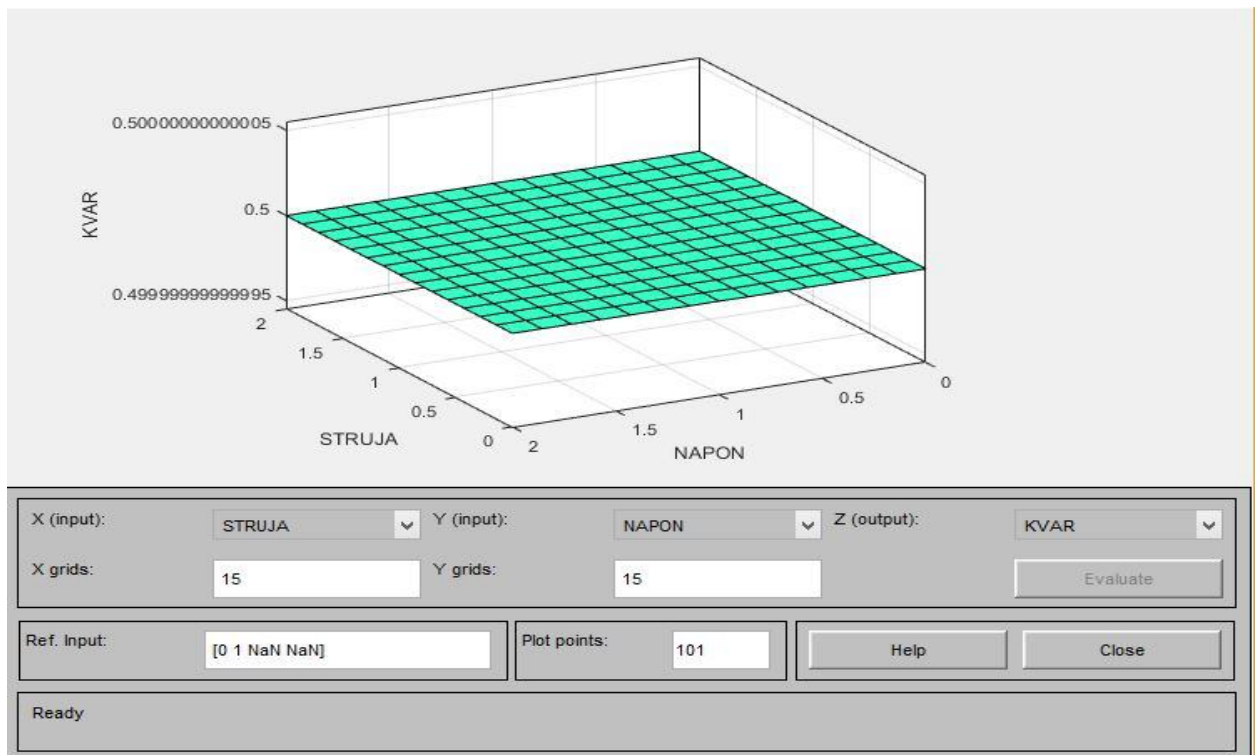 0.50000000000005
0.5
0.49999999999995
KVAR
2
1.5
1
0.5
0
STRUJA
2
1.5
1
0.5
0
NAPON
X (input): STRUJA Y (input): NAPON Z (output): KVAR
X grids: 15 Y grids: 15 Evaluate
Ref. Input: [0 1 NaN NaN] Plot points: 101 Help Close
Ready